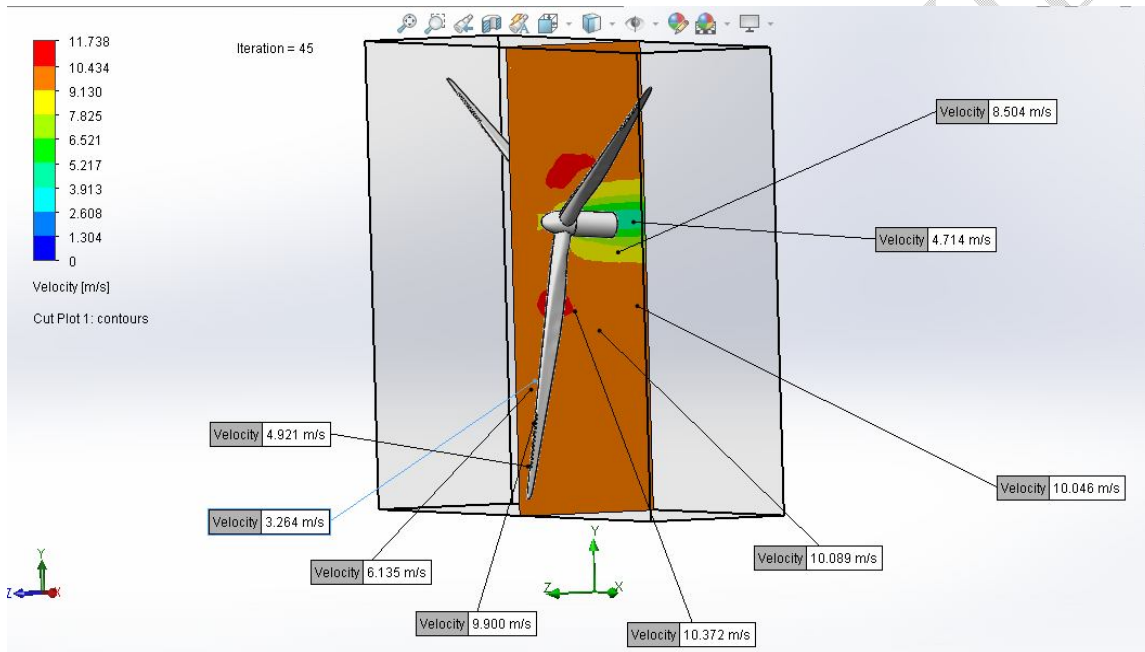 11.738
10.434
9.130
7.825
6.521
5.217
3.913
2.608
1.304
0
Velocity [m/s]
Cut Plot 1: contours
Iteration = 45
Velocity 8.504 m/s
Velocity 4.714 m/s
Velocity 4.921 m/s
Velocity 10.046 m/s
Velocity 3.264 m/s
Velocity 10.089 m/s
Velocity 6.135 m/s
Velocity 9.900 m/s
Velocity 10.372 m/s
Y
Z
X
Y
Z
X